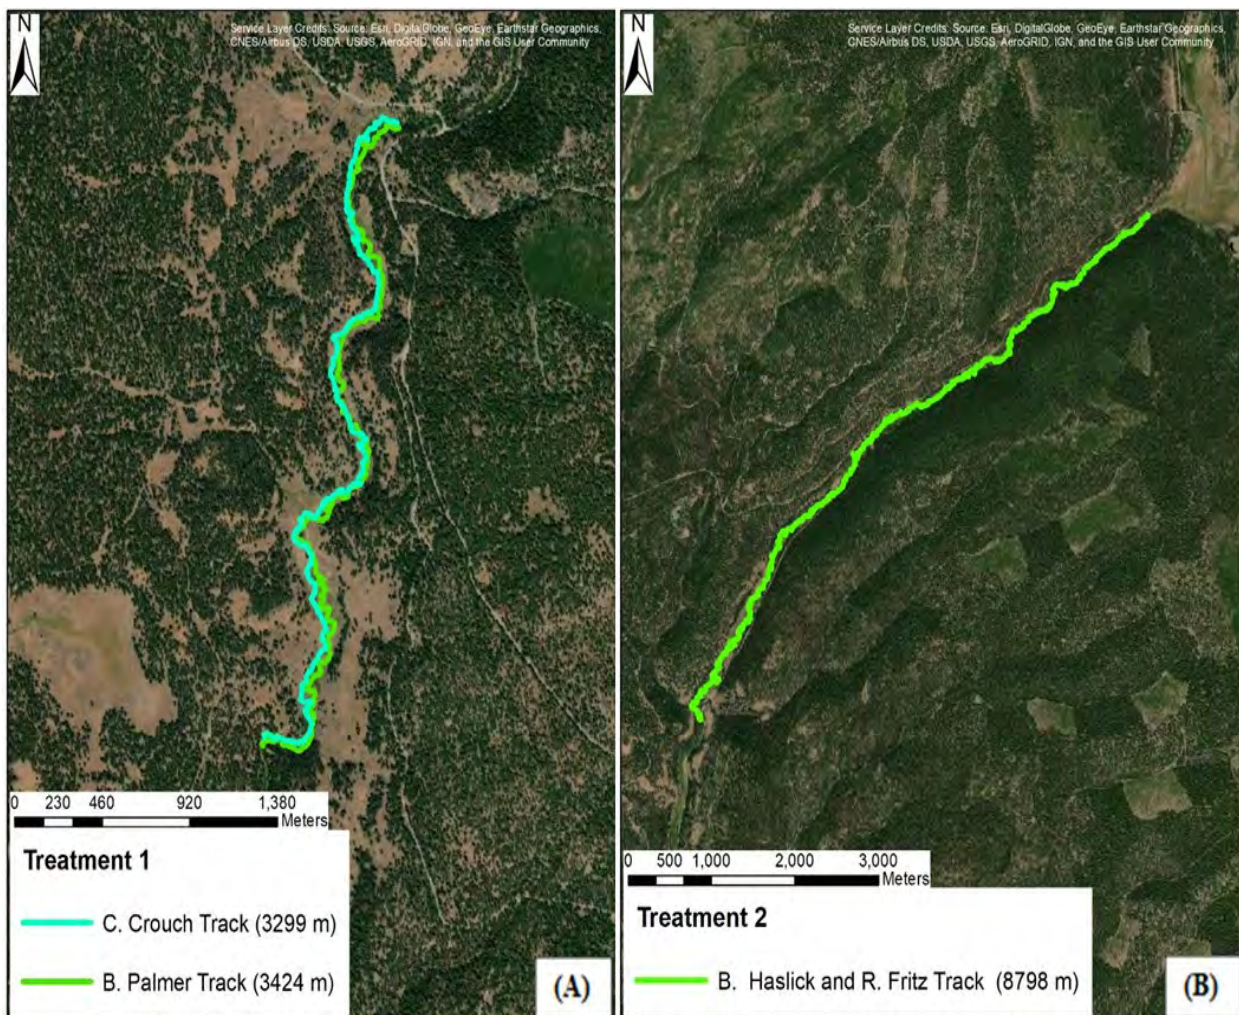 N
Service Layer Credits: Source: Esri, DigitalGlobe, GeoEye, Earthstar Geographics,
CNES/Airbus DS, USDA, USGS, AeroGRID, IGN, and the GIS User Community
0 230 460 920 1,380
Meters
Treatment 1
C. Crouch Track (3299 m)
B. Palmer Track (3424 m)
(A)
N
Service Layer Credits: Source: Esri, DigitalGlobe, GeoEye, Earthstar Geographics,
CNES/Airbus DS, USDA, USGS, AeroGRID, IGN, and the GIS User Community
0 500 1,000 2,000 3,000
Meters
Treatment 2
B. Haslick and R. Fritz Track (8798 m)
(B)